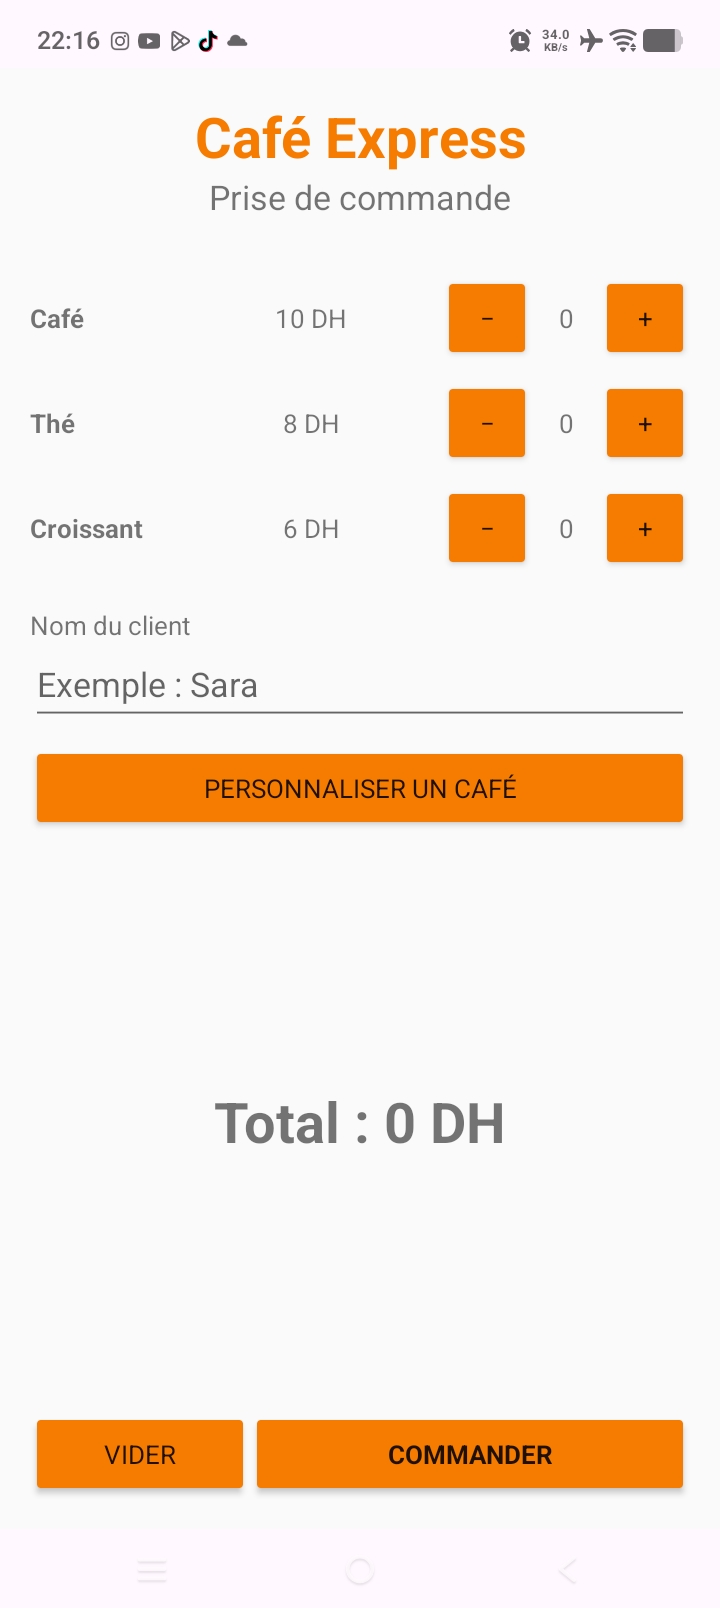 22:16 34.0 KB/s
Café Express
Prise de commande
Café 10 DH − 0 +
Thé 8 DH − 0 +
Croissant 6 DH − 0 +
Nom du client
Exemple : Sara
PERSONNALISER UN CAFÉ
Total : 0 DH
VIDER COMMANDER